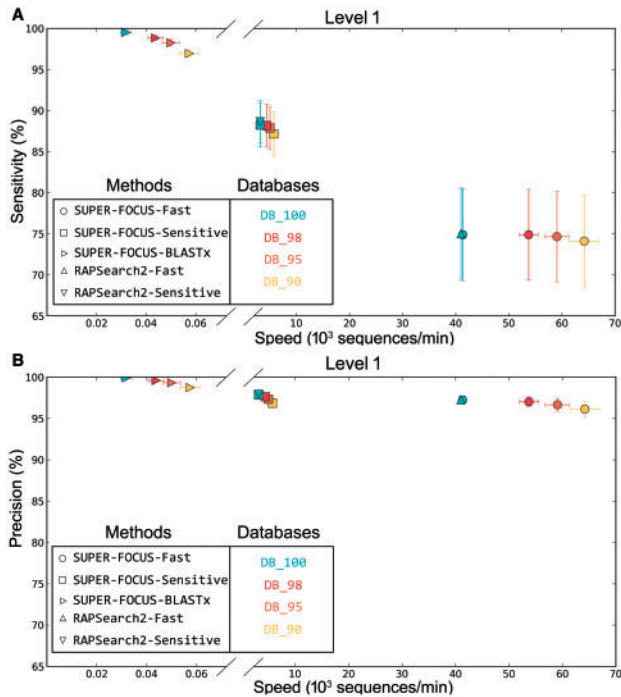 A
Level 1
100
95
90
85
80
75
70
65
Sensitivity (%)
Methods
Databases
SUPER-FOCUS-Fast
SUPER-FOCUS-Sensitive
SUPER-FOCUS-BLASTx
RAPSearch2-Fast
RAPSearch2-Sensitive
DB_100
DB_98
DB_95
DB_90
0.02 0.04 0.06 10 20 30 40 50 60 70
Speed (10³ sequences/min)
B
Level 1
100
95
90
85
80
75
70
65
Precision (%)
Methods
Databases
SUPER-FOCUS-Fast
SUPER-FOCUS-Sensitive
SUPER-FOCUS-BLASTx
RAPSearch2-Fast
RAPSearch2-Sensitive
DB_100
DB_98
DB_95
DB_90
0.02 0.04 0.06 10 20 30 40 50 60 70
Speed (10³ sequences/min)